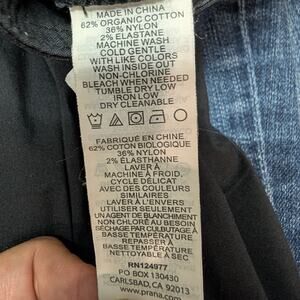 MADE IN CHINA
62% ORGANIC COTTON
36% NYLON
2% ELASTANE
MACHINE WASH
COLD GENTLE
WITH LIKE COLORS
WASH INSIDE OUT
NON-CHLORINE
BLEACH WHEN NEEDED
TUMBLE DRY LOW
IRON LOW
DRY CLEANABLE
FABRIQUÉ EN CHINE
62% COTON BIOLOGIQUE
36% NYLON
2% ÉLASTHANNE
LAVER À
MACHINE À FROID,
CYCLE DÉLICAT
AVEC DES COULEURS
SIMILAIRES
LAVER À L'ENVERS
UTILISER SEULEMENT
UN AGENT DE BLANCHIMENT
NON CHLORÉ AU BESOIN
SÉCHAGE PAR CULBUTAGE À
BASSE TEMPÉRATURE
REPASSER À
BASSE TEMPÉRATURE
NETTOYABLE À SEC
RN124977
PO BOX 130430
CARLSBAD, CA 92013
www.prana.com